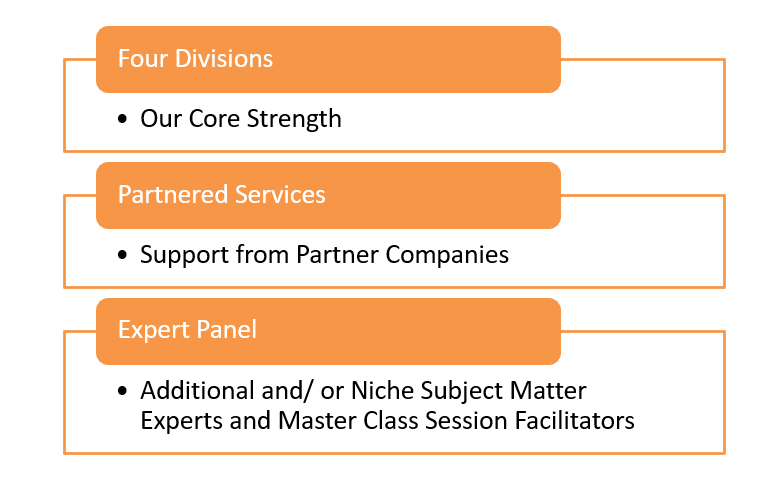 Four Divisions
• Our Core Strength
Partnered Services
• Support from Partner Companies
Expert Panel
• Additional and/ or Niche Subject Matter
Experts and Master Class Session Facilitators